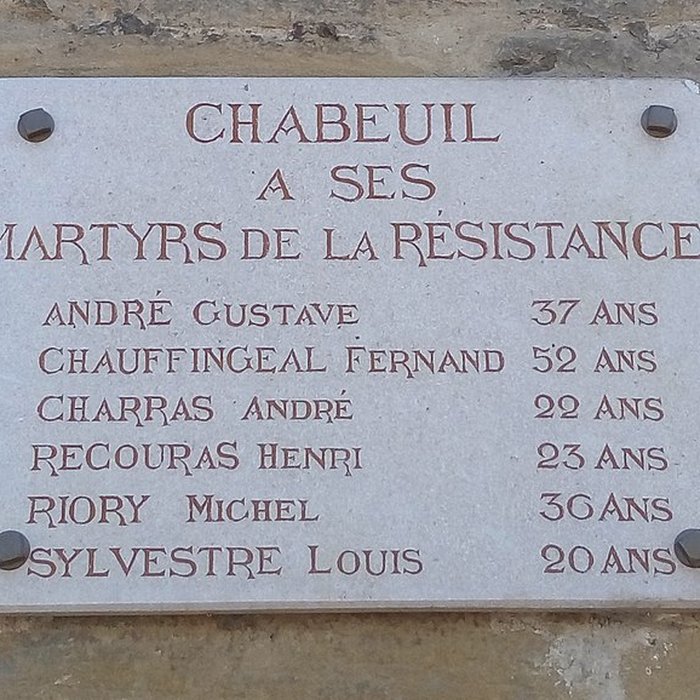 CHABEUIL
A SES
MARTYRS DE LA RÉSISTANCE
ANDRÉ GUSTAVE 37 ANS
CHAUFFINGEAL FERNAND 52 ANS
CHARRAS ANDRÉ 22 ANS
RECOURAS HENRI 23 ANS
RIORY MICHEL 36 ANS
SYLVESTRE LOUIS 20 ANS